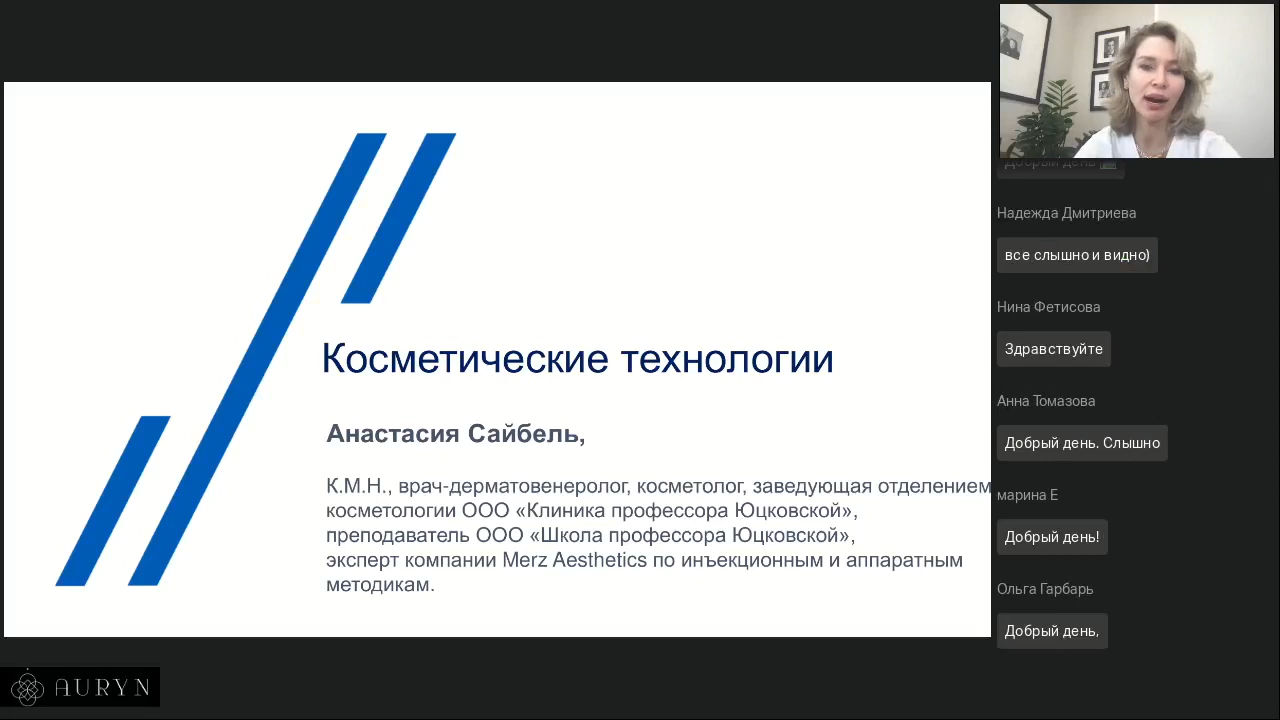 Косметические технологии
Анастасия Сайбель,
К.М.Н., врач-дерматовенеролог, косметолог, заведующая отделением
косметологии ООО «Клиника профессора Юцковской»,
преподаватель ООО «Школа профессора Юцковской»,
эксперт компании Merz Aesthetics по инъекционным и аппаратным
методикам.
Добрый день
Надежда Дмитриева
все слышно и видно)
Нина Фетисова
Здравствуйте
Анна Томазова
Добрый день. Слышно
марина Е
Добрый день!
Ольга Гарбарь
Добрый день,
AURYN